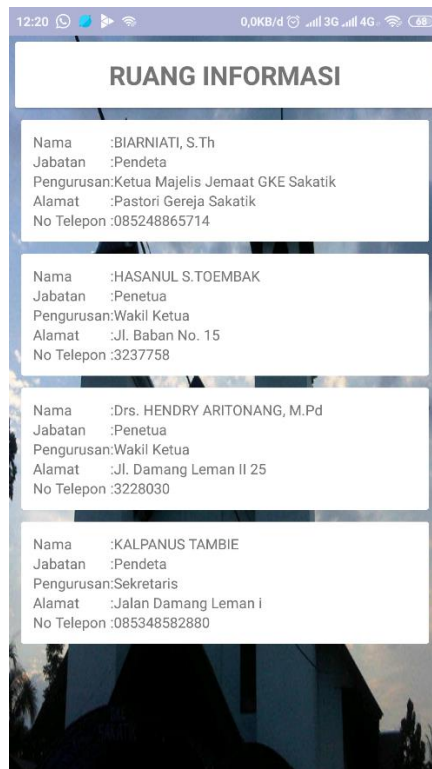 12:20 0,0KB/d 3G 4G 68
RUANG INFORMASI
Nama :BIARNIATI, S.Th
Jabatan :Pendeta
Pengurusan:Ketua Majelis Jemaat GKE Sakatik
Alamat :Pastori Gereja Sakatik
No Telepon :085248865714
Nama :HASANUL S.TOEMBAK
Jabatan :Penetua
Pengurusan:Wakil Ketua
Alamat :Jl. Baban No. 15
No Telepon :3237758
Nama :Drs. HENDRY ARITONANG, M.Pd
Jabatan :Penetua
Pengurusan:Wakil Ketua
Alamat :Jl. Damang Leman II 25
No Telepon :3228030
Nama :KALPANUS TAMBIE
Jabatan :Pendeta
Pengurusan:Sekretaris
Alamat :Jalan Damang Leman i
No Telepon :085348582880